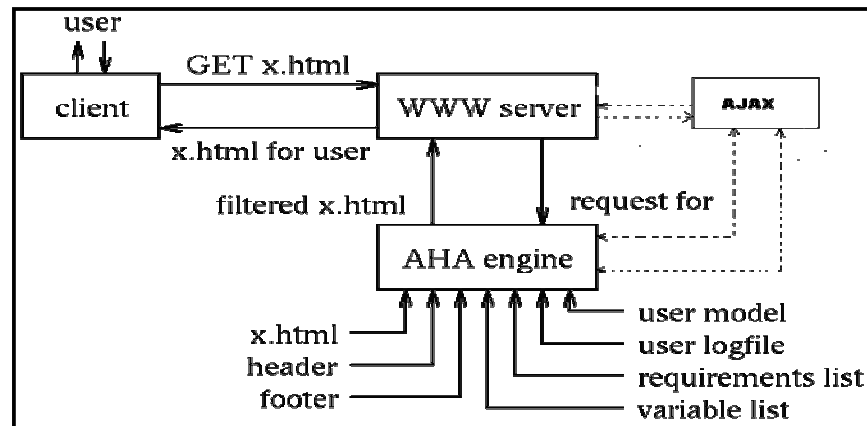 user
GET x.html
client
WWW server
AJAX
x.html for user
filtered x.html
request for
AHA engine
x.html
header
footer
user model
user logfile
requirements list
variable list